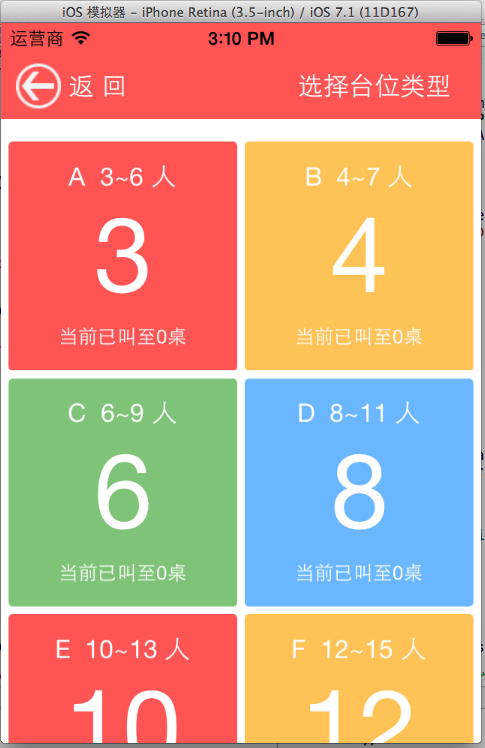 iOS 模拟器 - iPhone Retina (3.5-inch) / iOS 7.1 (11D167)
运营商 3:10 PM
返 回 选择台位类型
A 3~6 人
3
当前已叫至0桌
B 4~7 人
4
当前已叫至0桌
C 6~9 人
6
当前已叫至0桌
D 8~11 人
8
当前已叫至0桌
E 10~13 人
10
F 12~15 人
12